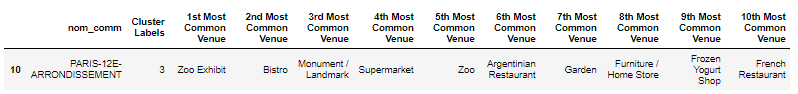 nom_comm Cluster Labels 1st Most Common Venue 2nd Most Common Venue 3rd Most Common Venue 4th Most Common Venue 5th Most Common Venue 6th Most Common Venue 7th Most Common Venue 8th Most Common Venue 9th Most Common Venue 10th Most Common Venue
10 PARIS-12E-ARRONDISSEMENT 3 Zoo Exhibit Bistro Monument / Landmark Supermarket Zoo Argentinian Restaurant Garden Furniture / Home Store Frozen Yogurt Shop French Restaurant